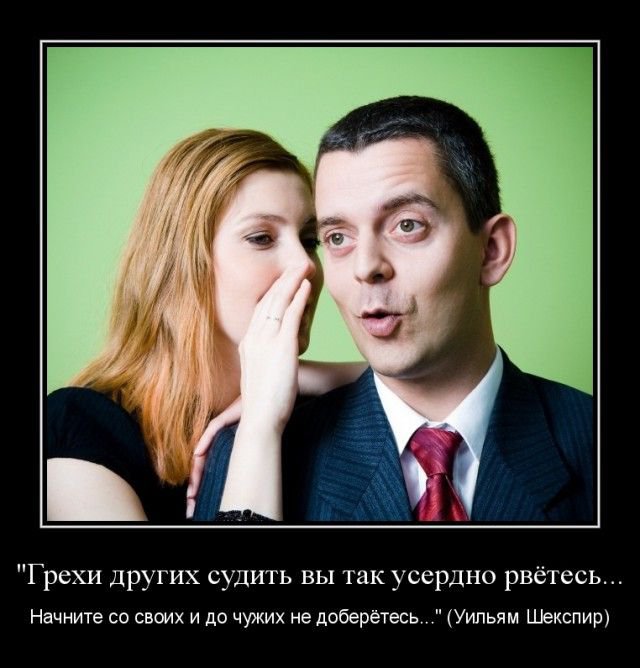 "Грехи других судить вы так усердно рвётесь...
Начните со своих и до чужих не доберётесь..." (Уильям Шекспир)